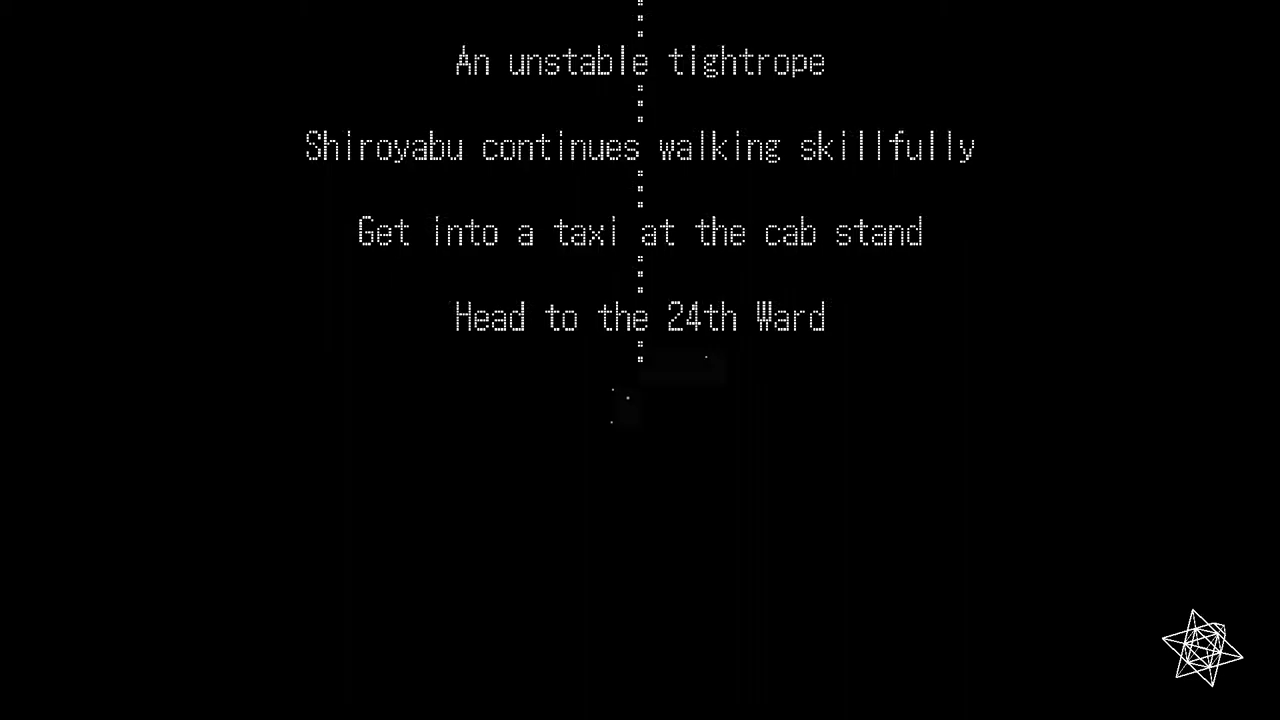 An unstable tightrope
Shiroyabu continues walking skillfully
Get into a taxi at the cab stand
Head to the 24th Ward